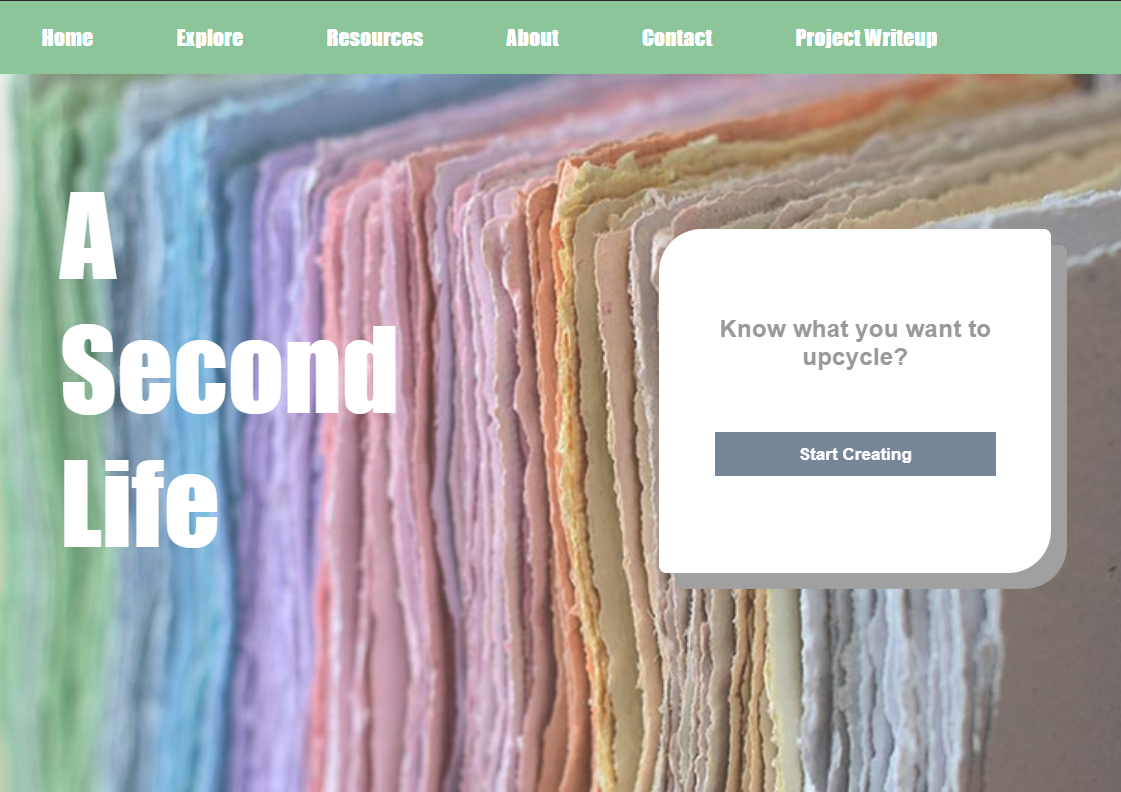 Home Explore Resources About Contact Project Writeup
A
Second
Life
Know what you want to
upcycle?
Start Creating